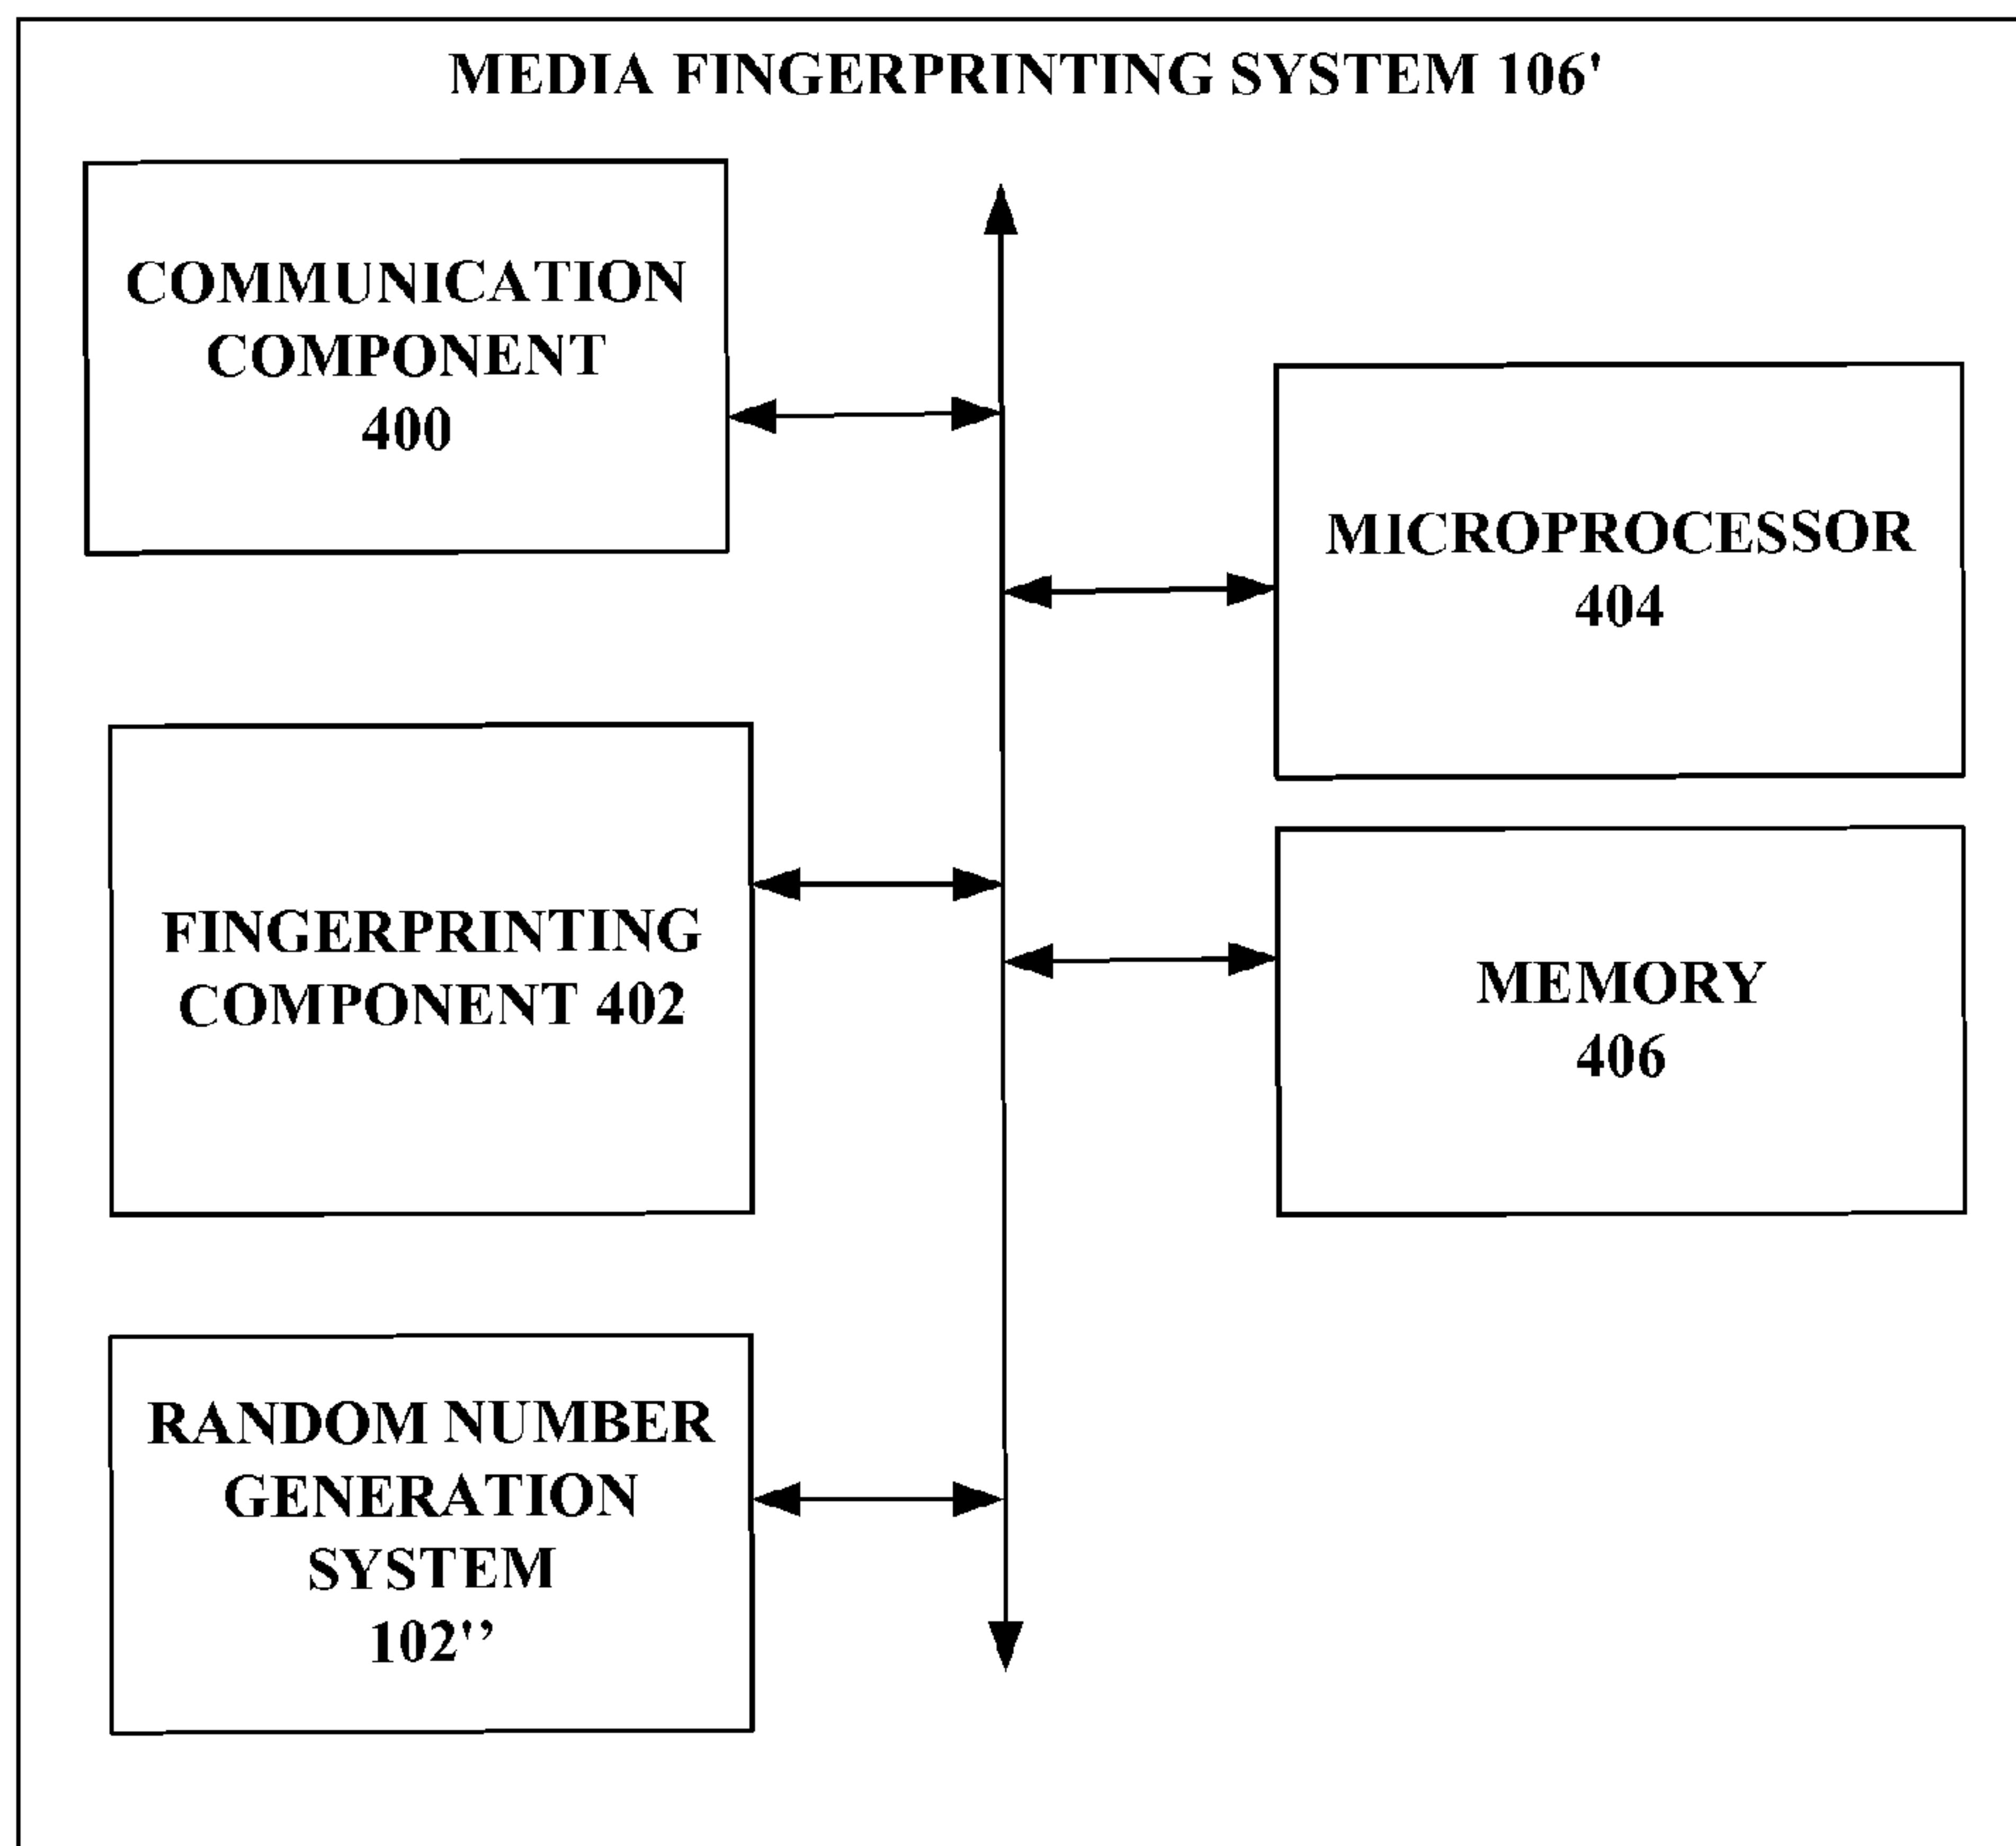 MEDIA FINGERPRINTING SYSTEM 106'
COMMUNICATION
COMPONENT
400
MICROPROCESSOR
404
FINGERPRINTING
COMPONENT 402
MEMORY
406
RANDOM NUMBER
GENERATION
SYSTEM
102'’